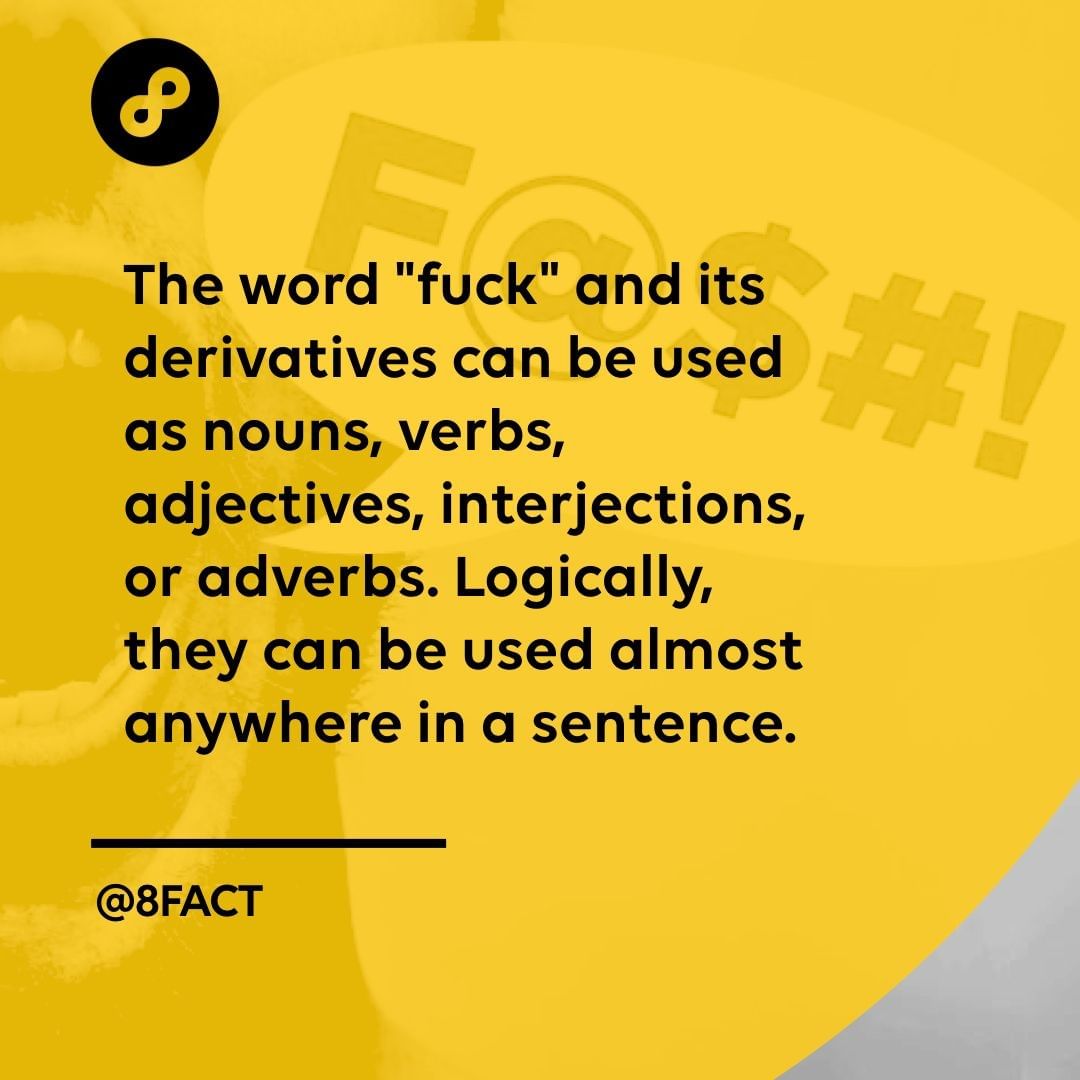 F@$#!
The word "fuck" and its
derivatives can be used
as nouns, verbs,
adjectives, interjections,
or adverbs. Logically,
they can be used almost
anywhere in a sentence.
@8FACT